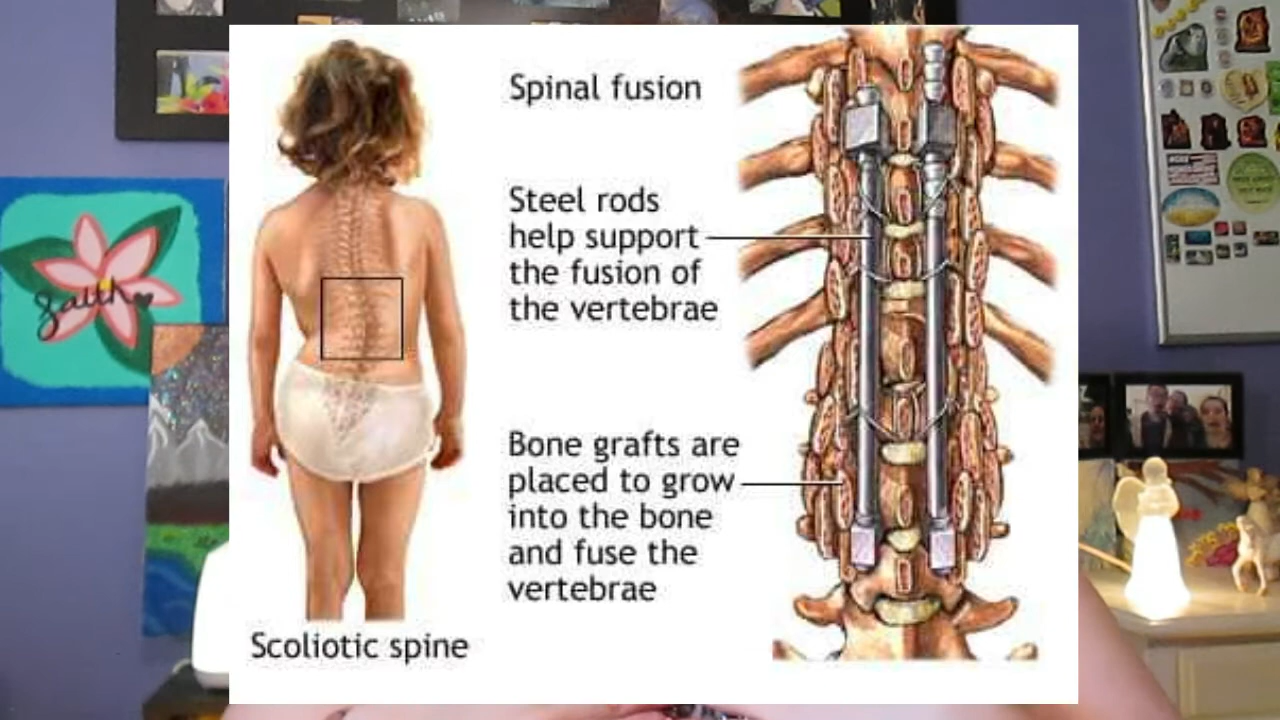 Spinal fusion
Steel rods
help support
the fusion of
the vertebrae
Bone grafts are
placed to grow
into the bone
and fuse the
vertebrae
Scoliotic spine
faith